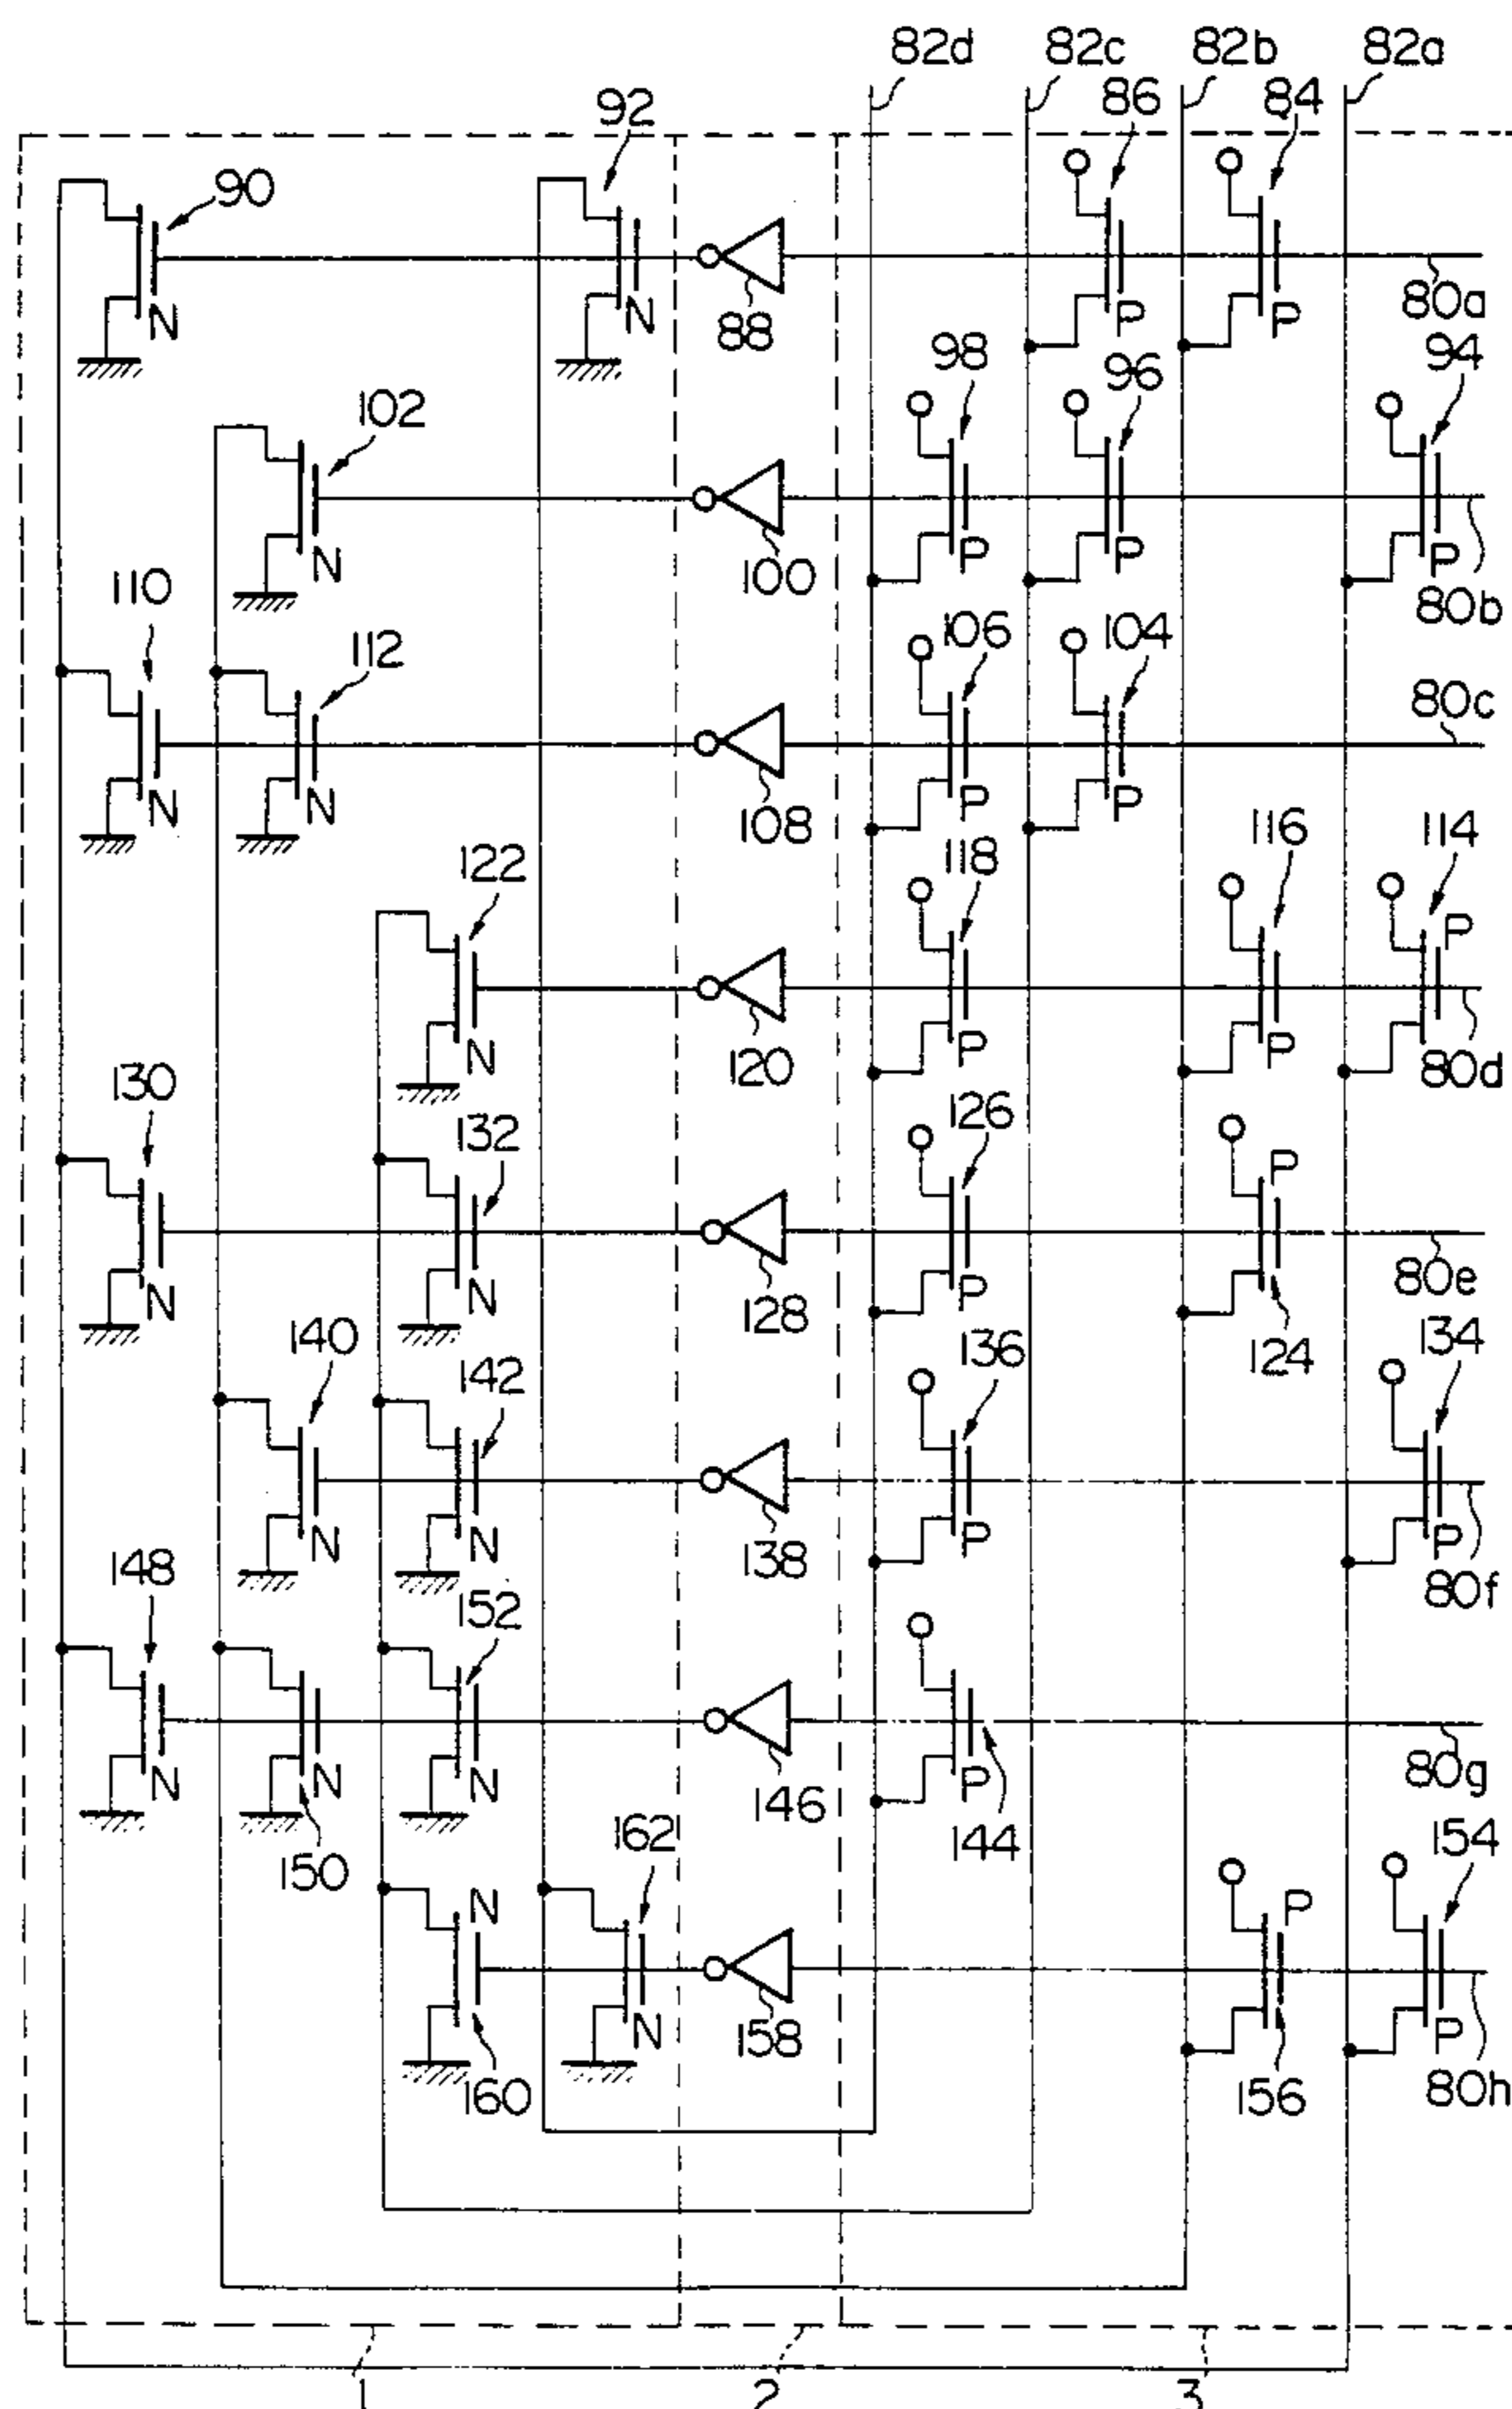 82d 82c 82b 82a
92 86 84
90
N N 88 P P 80a
98 96 94
102
N 100 P P P 80b
110 112 106 104
80c
N N 108 P P
122 118 116 114
P
N 120 P P 80d
130 132 126
P
N N 128 P 124 80e
140 142 136 134
N N 138 P P 80f
148 152
N N N 146 P 80g
150 162 144 154
N P
160 N 158 156 P 80h
1 2 3